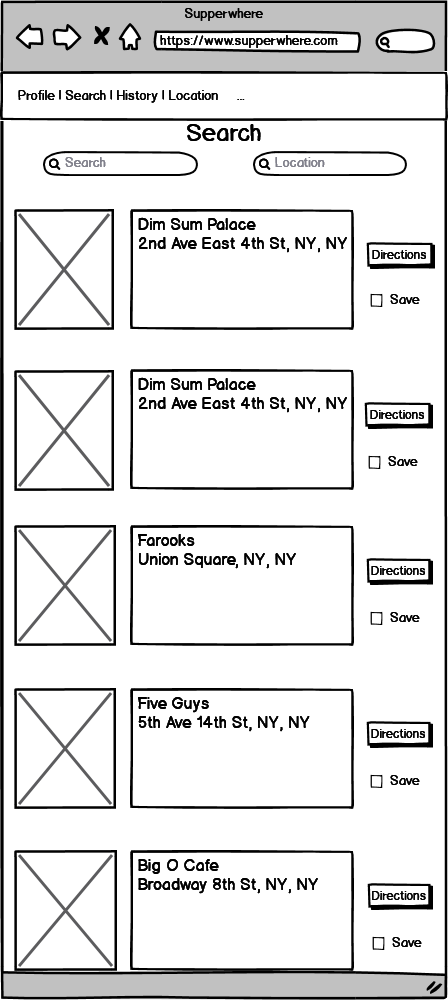 Supperwhere
https://www.supperwhere.com
Profile | Search | History | Location ...
Search
Search
Location
Dim Sum Palace
2nd Ave East 4th St, NY, NY
Directions
Save
Dim Sum Palace
2nd Ave East 4th St, NY, NY
Directions
Save
Farooks
Union Square, NY, NY
Directions
Save
Five Guys
5th Ave 14th St, NY, NY
Directions
Save
Big O Cafe
Broadway 8th St, NY, NY
Directions
Save